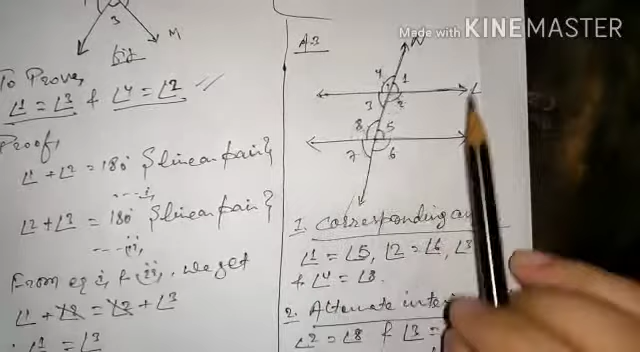 Made with KINEMASTER
3
M
fig
To Prove,
∠1 = ∠3 & ∠4 = ∠2
Proof,
∠1 + ∠2 = 180° {linear pair}
----i,
∠2 + ∠3 = 180° {linear pair}
----ii,
From eq i, & ii, we get
∠1 + ∠2 = ∠2 + ∠3
∴ ∠1 = ∠3
A3
N
4 1
3 2
L
8 5
7 6
1. Corresponding
∠1 = ∠5, ∠2 = ∠6, ∠3
& ∠4 = ∠8.
2. Alternate
∠2 = ∠8 & ∠3 =